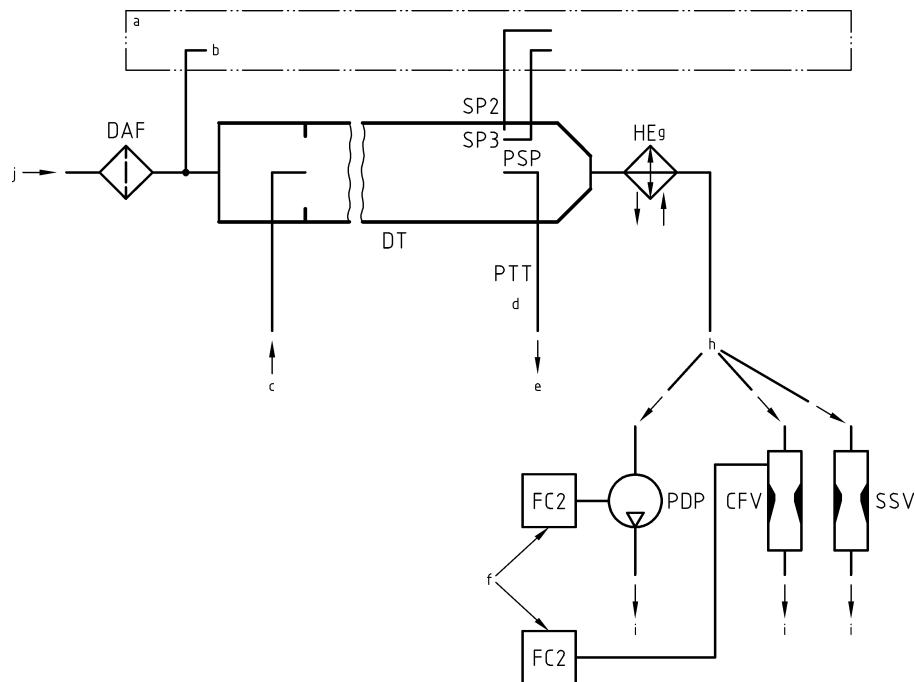 a
b
SP2
DAF
SP3
HEg
PSP
j
DT
PTT
d
h
c
e
FC2
PDP
CFV
SSV
f
i
i
i
FC2